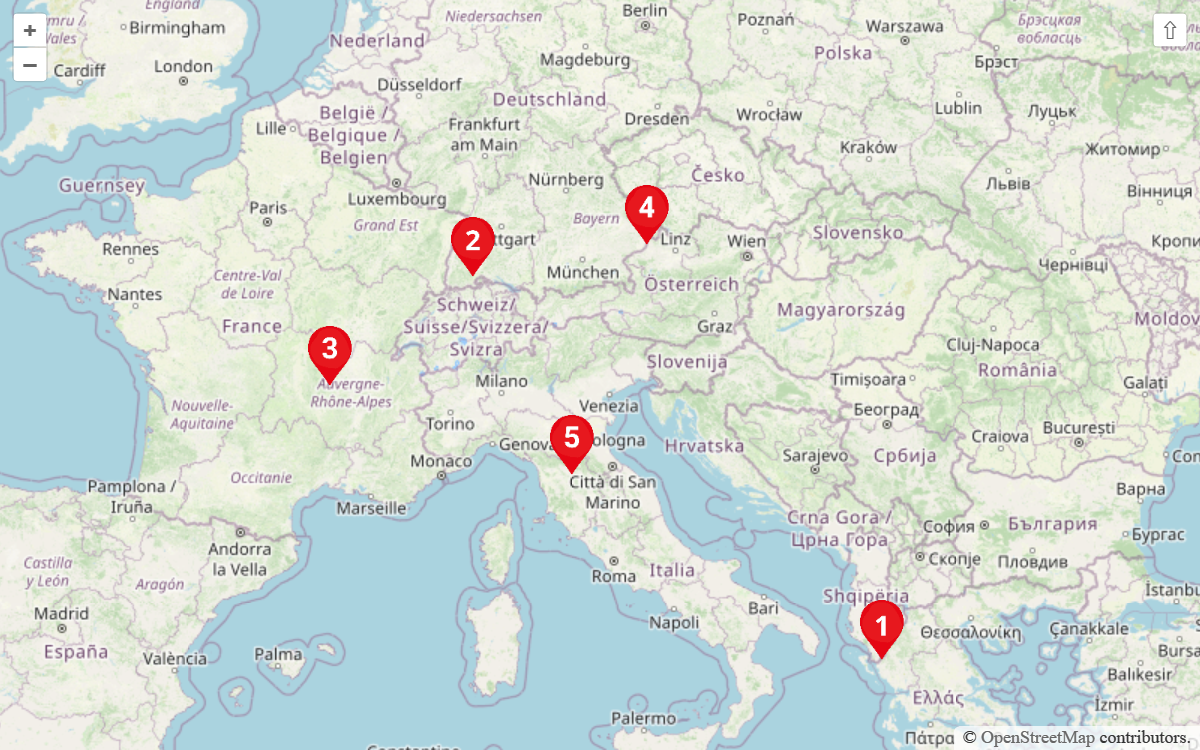 England
Birmingham
Cardiff
London
Guernsey
Nederland
Niedersachsen
Berlin
Magdeburg
Düsseldorf
Deutschland
Poznań
Warszawa
Polska
Брэсцкая
вобласць
Брэст
Lublin
Луцьк
Wrocław
Dresden
België /
Belgique /
Belgien
Lille
Frankfurt
am Main
Kraków
Житомир
Česko
Львів
Вінниця
Nürnberg
Luxembourg
Paris
Grand Est
Bayern
4
Rennes
2
ttgart
Linz
Wien
Slovensko
Кропи
Чернівці
Centre-Val
de Loire
Nantes
München
Österreich
Schweiz/
Suisse/Svizzera/
Svizra
Magyarország
Moldov
France
Graz
3
Cluj-Napoca
România
Slovenija
Auvergne-
Rhône-Alpes
Milano
Timișoara
Galați
Nouvelle-
Aquitaine
Venezia
Београд
Torino
București
Craiova
5
Genova
ologna
Hrvatska
Sarajevo
Србија
Con
Monaco
Occitanie
Città di San
Marino
Pamplona /
Iruña
Варна
Marseille
Crna Gora /
Црна Гора
София
България
Бургас
Andorra
la Vella
Скопје
Пловдив
Castilla
y León
Aragón
Roma
Italia
Shqipëria
İstanbu
Madrid
Bari
Napoli
1
Θεσσαλονίκη
Çanakkale
España
València
Palma
Bursa
Balıkesir
Ελλάς
İzmir
Palermo
Πάτρα
© OpenStreetMap contributors.